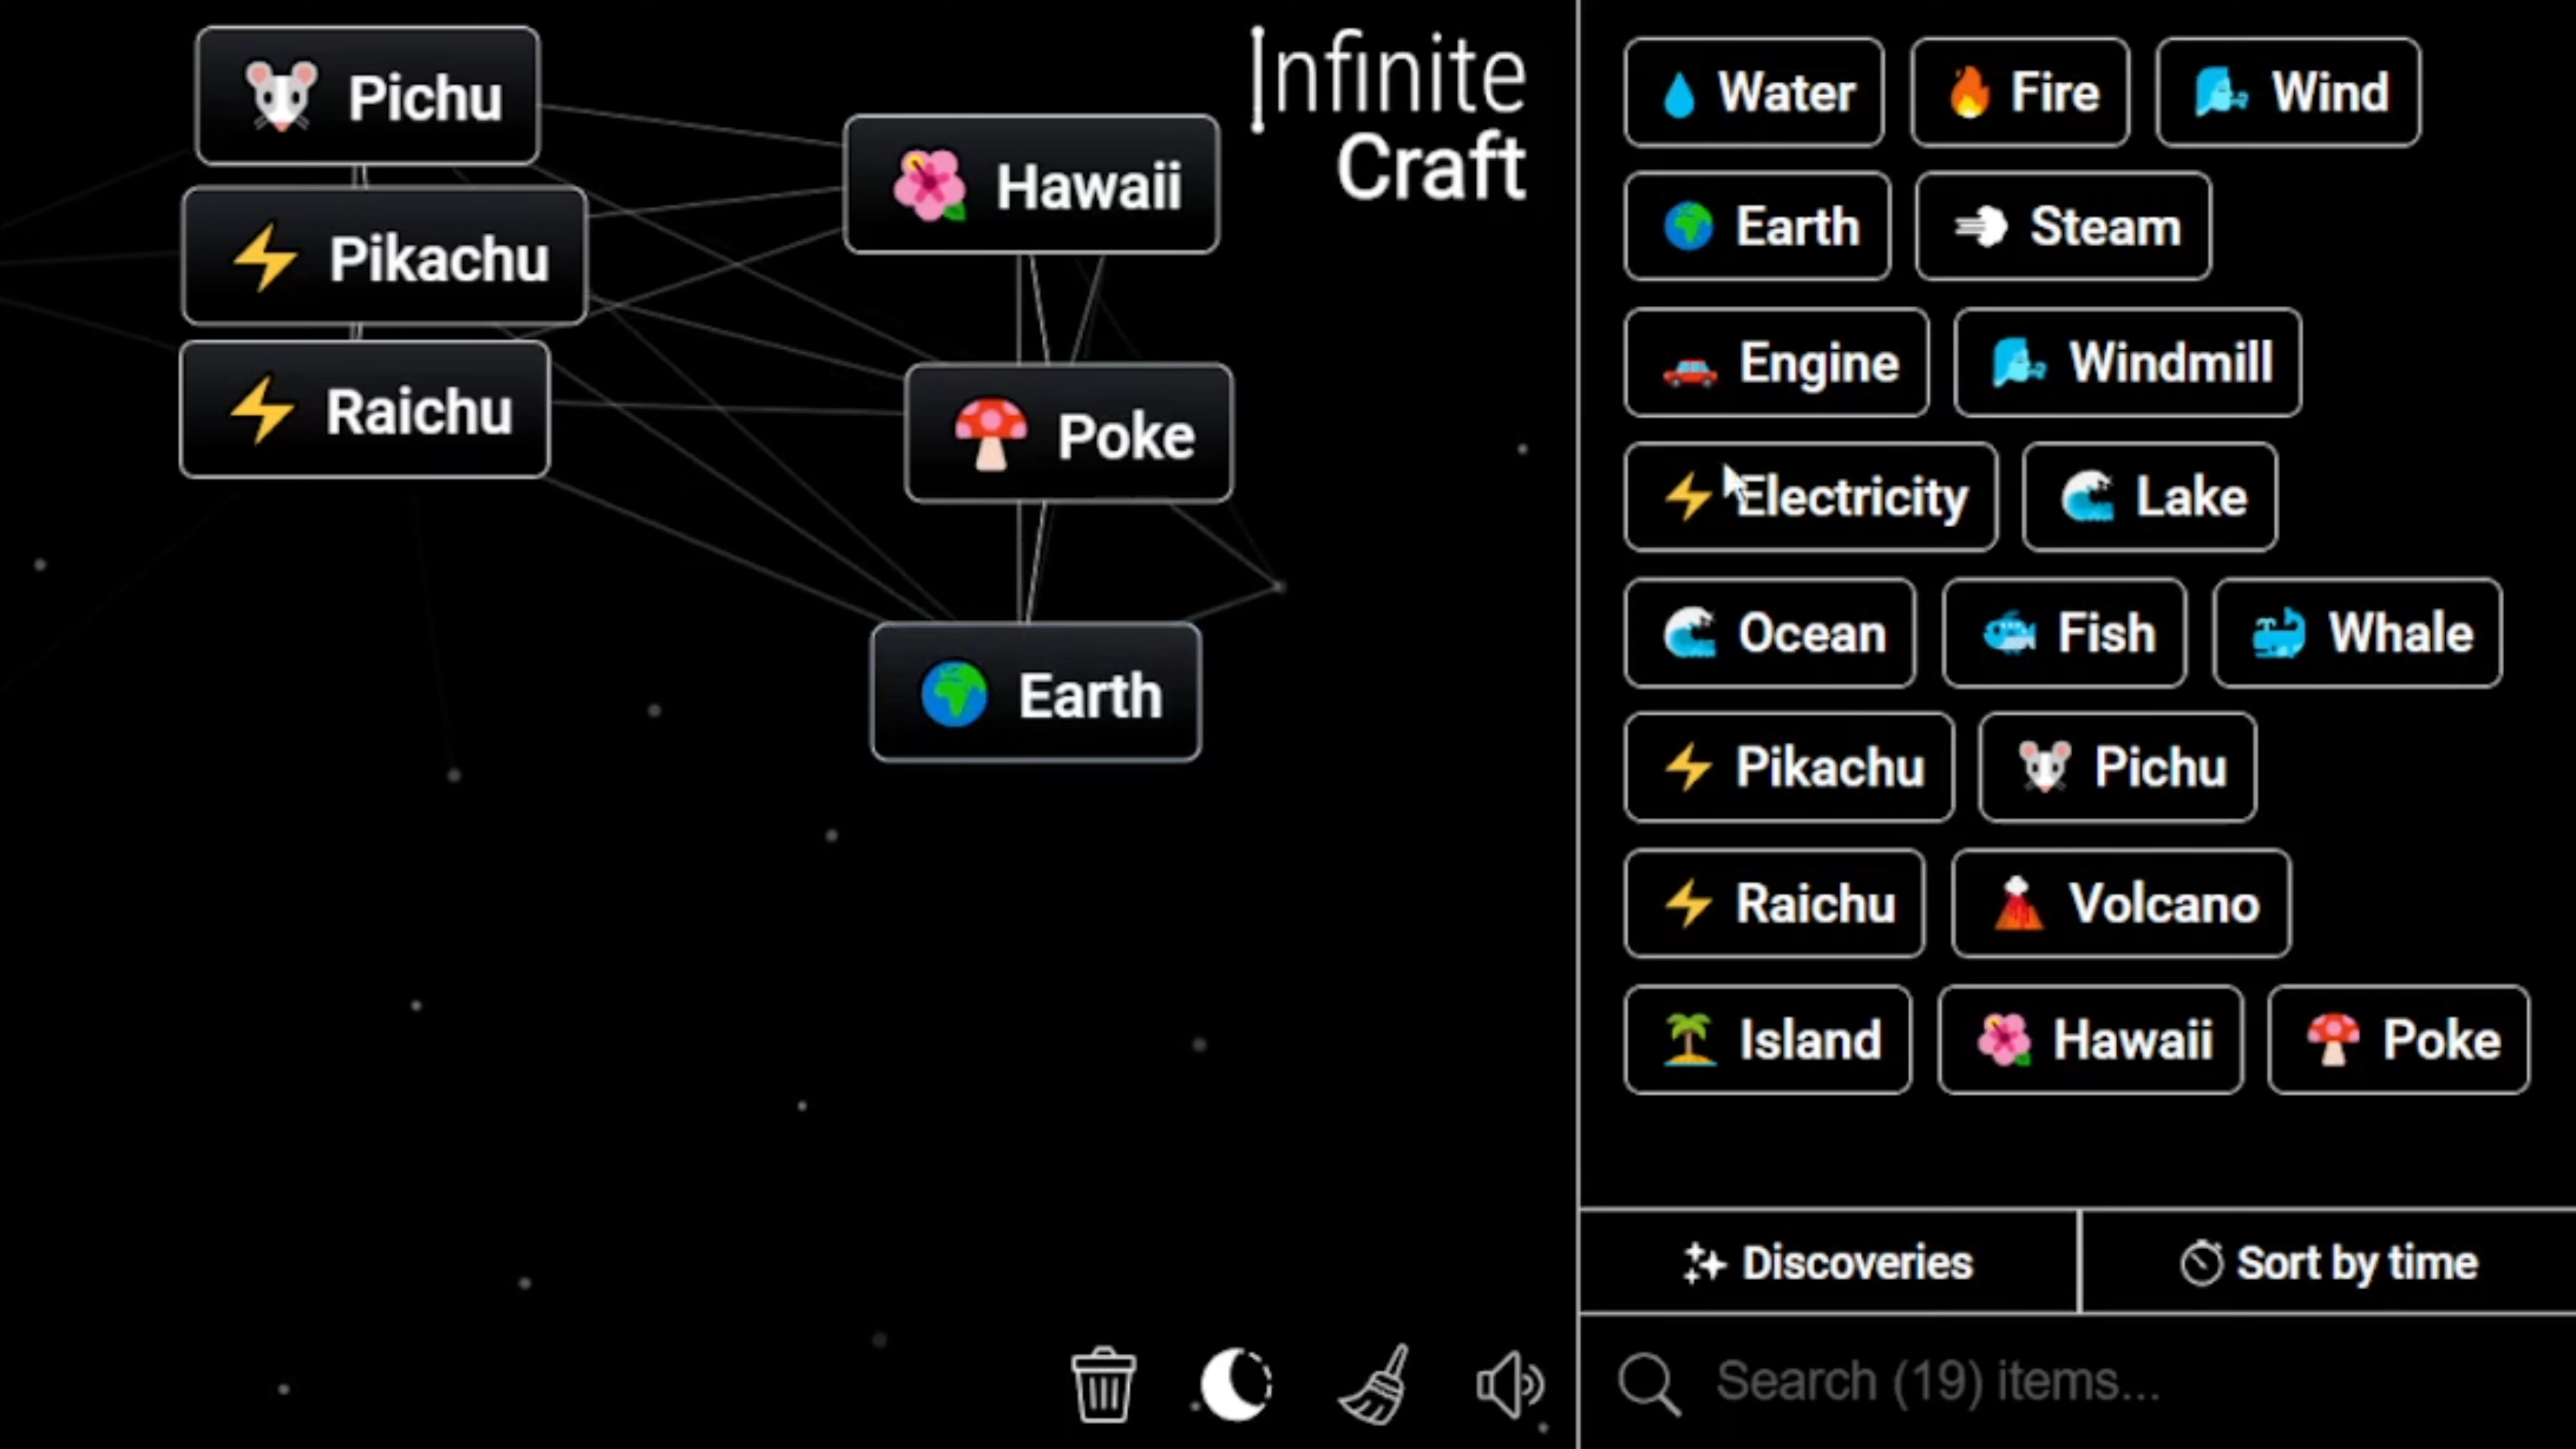 Pichu
Pikachu
Raichu
Hawaii
Poke
Earth
Infinite
Craft
Water Fire Wind
Earth Steam
Engine Windmill
Electricity Lake
Ocean Fish Whale
Pikachu Pichu
Raichu Volcano
Island Hawaii Poke
Discoveries Sort by time
Search (19) items...